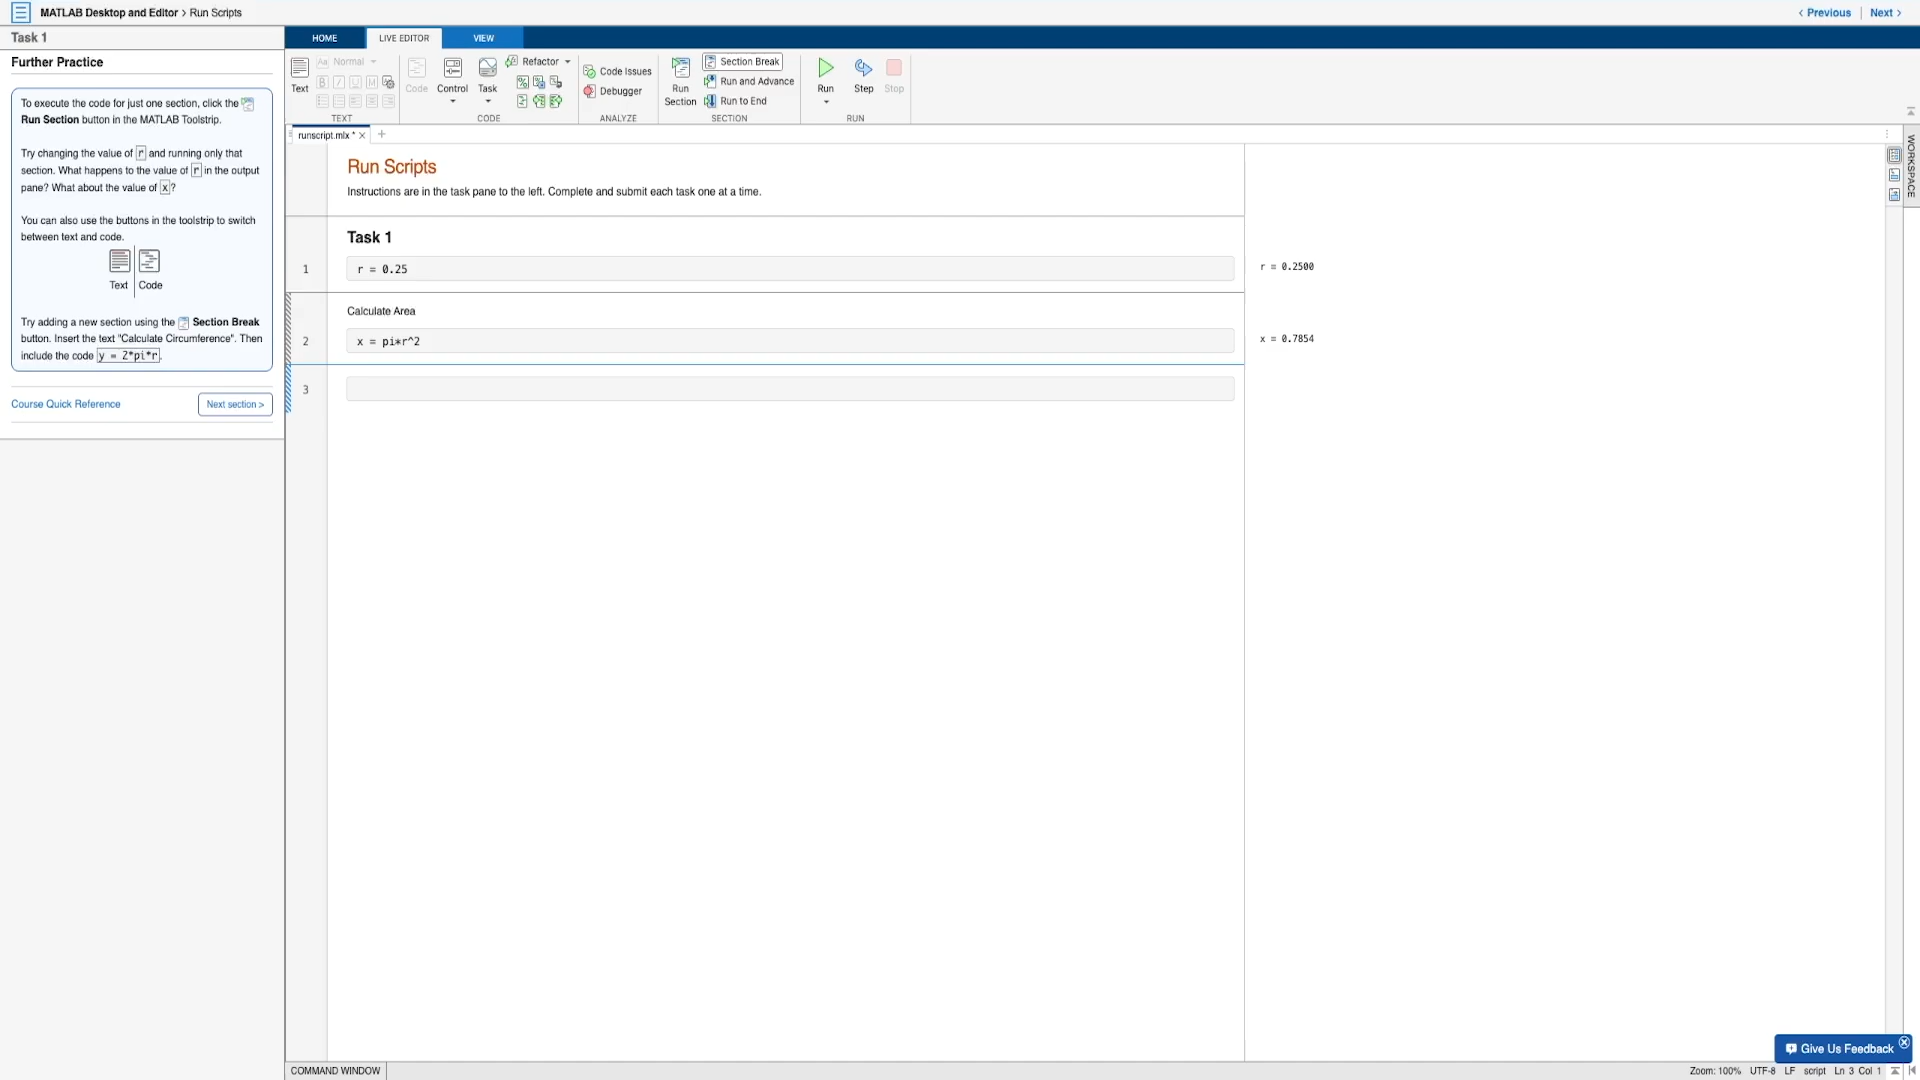 MATLAB Desktop and Editor > Run Scripts
< Previous | Next >
Task 1
Further Practice
To execute the code for just one section, click the
Run Section button in the MATLAB Toolstrip.
Try changing the value of r and running only that
section. What happens to the value of r in the output
pane? What about the value of x?
You can also use the buttons in the toolstrip to switch
between text and code.
Text Code
Try adding a new section using the Section Break
button. Insert the text "Calculate Circumference". Then
include the code y = 2*pi*r.
Course Quick Reference
Next section >
HOME
LIVE EDITOR
VIEW
Text
Aa Normal
B I U M
TEXT
Code
Control
Task
Refactor
CODE
Code Issues
Debugger
ANALYZE
Run
Section
Section Break
Run and Advance
Run to End
SECTION
Run
Step
Stop
RUN
runscript.mlx * × +
WORKSPACE
Run Scripts
Instructions are in the task pane to the left. Complete and submit each task one at a time.
Task 1
1 r = 0.25
r = 0.2500
Calculate Area
2 x = pi*r^2
x = 0.7854
3
Give Us Feedback
COMMAND WINDOW
Zoom: 100% UTF-8 LF script Ln 3 Col 1